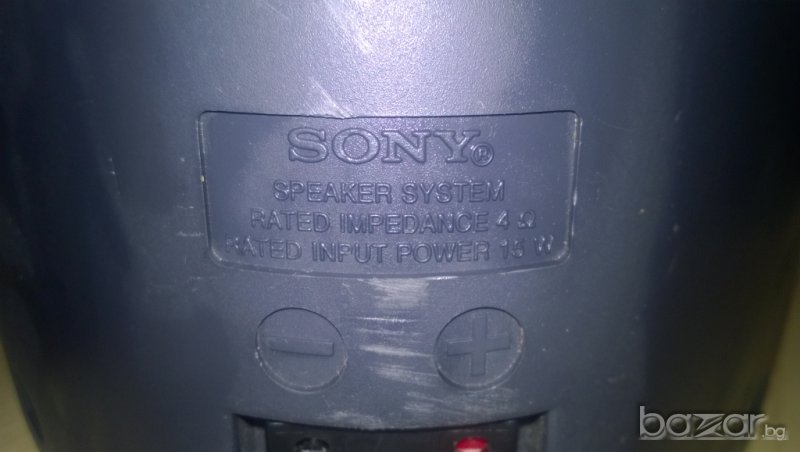 SONY®
SPEAKER SYSTEM
RATED IMPEDANCE 4 Ω
RATED INPUT POWER 15 W
− +
bazar.bg